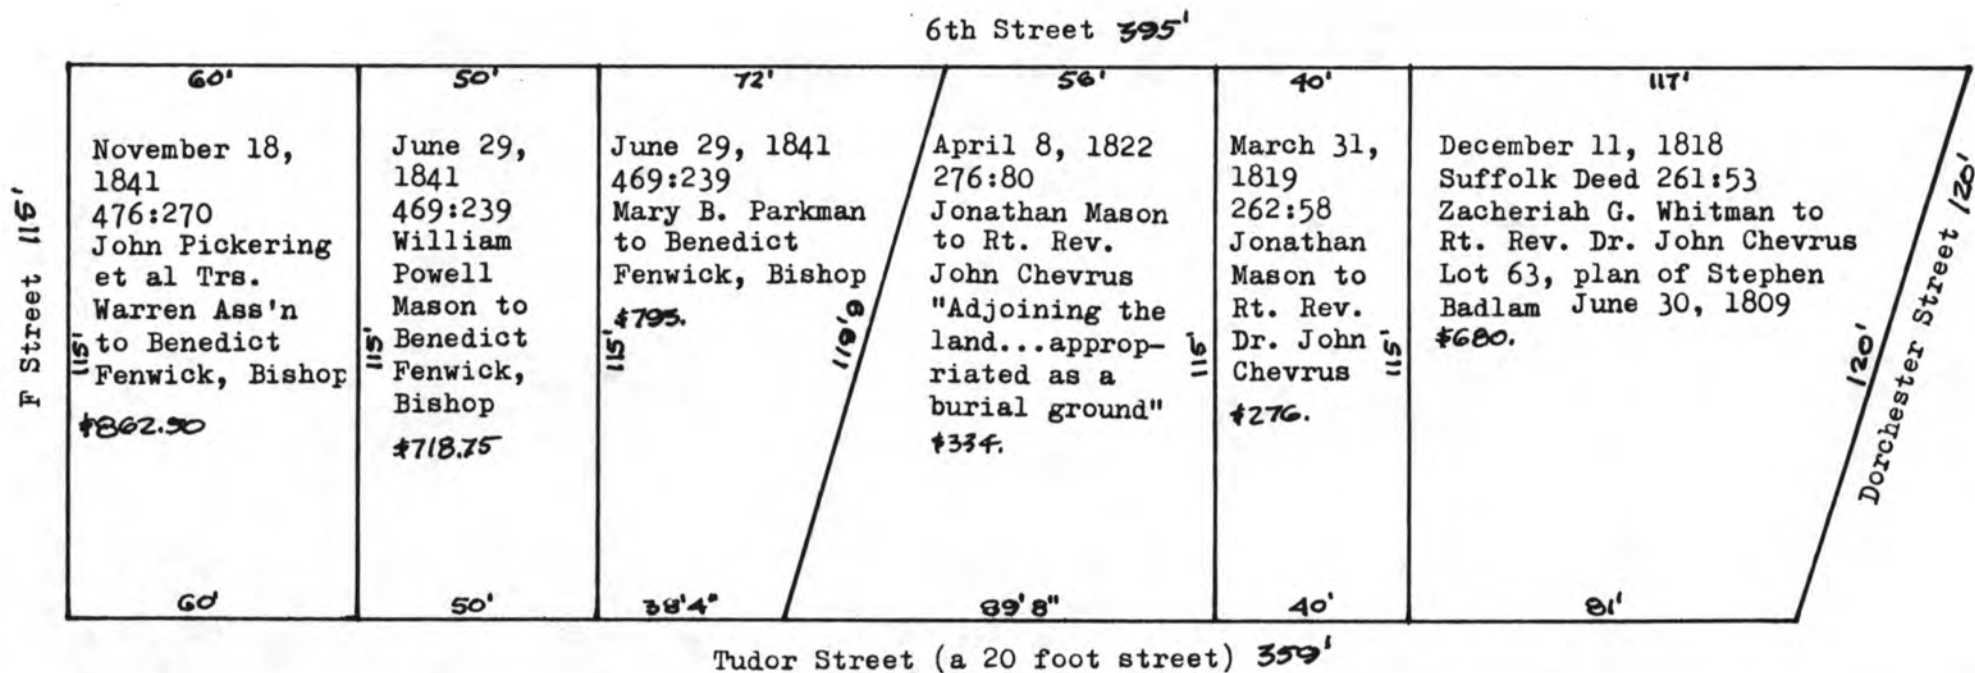 6th Street 395'
60'
50'
72'
56'
40'
117'
F Street 115'
November 18,
1841
476:270
John Pickering
et al Trs.
Warren Ass'n
to Benedict
Fenwick, Bishop
$862.50
115'
June 29,
1841
469:239
William
Powell
Mason to
Benedict
Fenwick,
Bishop
$718.75
115'
June 29, 1841
469:239
Mary B. Parkman
to Benedict
Fenwick, Bishop
$795.
115'
118'9
April 8, 1822
276:80
Jonathan Mason
to Rt. Rev.
John Chevrus
"Adjoining the
land...approp-
riated as a
burial ground"
$334.
115'
March 31,
1819
262:58
Jonathan
Mason to
Rt. Rev.
Dr. John
Chevrus
$276.
115'
December 11, 1818
Suffolk Deed 261:53
Zacheriah G. Whitman to
Rt. Rev. Dr. John Chevrus
Lot 63, plan of Stephen
Badlam June 30, 1809
$680.
120'
Dorchester Street 120'
60'
50'
38'4"
89'8"
40'
81'
Tudor Street (a 20 foot street) 359'